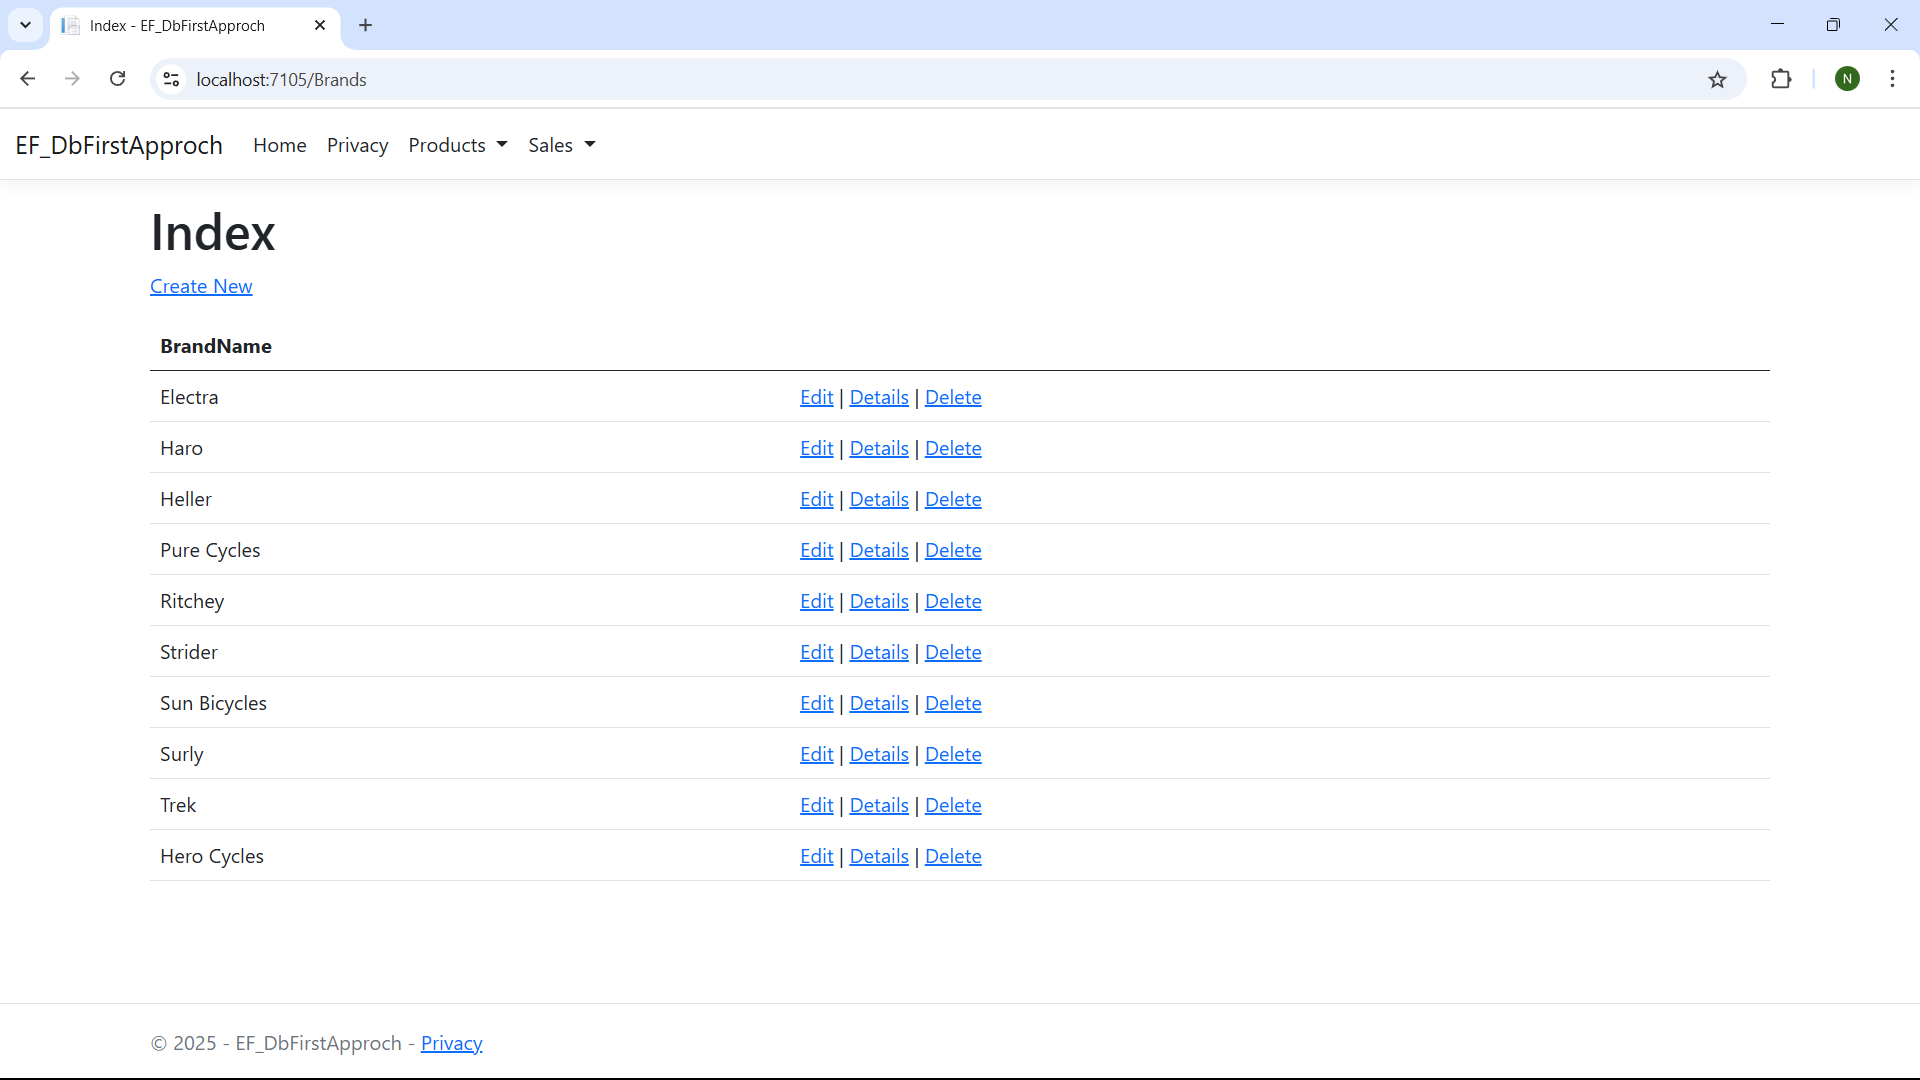 Index - EF_DbFirstApproch
localhost:7105/Brands
N
EF_DbFirstApproch Home Privacy Products Sales
Index
Create New
BrandName
Electra Edit | Details | Delete
Haro Edit | Details | Delete
Heller Edit | Details | Delete
Pure Cycles Edit | Details | Delete
Ritchey Edit | Details | Delete
Strider Edit | Details | Delete
Sun Bicycles Edit | Details | Delete
Surly Edit | Details | Delete
Trek Edit | Details | Delete
Hero Cycles Edit | Details | Delete
© 2025 - EF_DbFirstApproch - Privacy